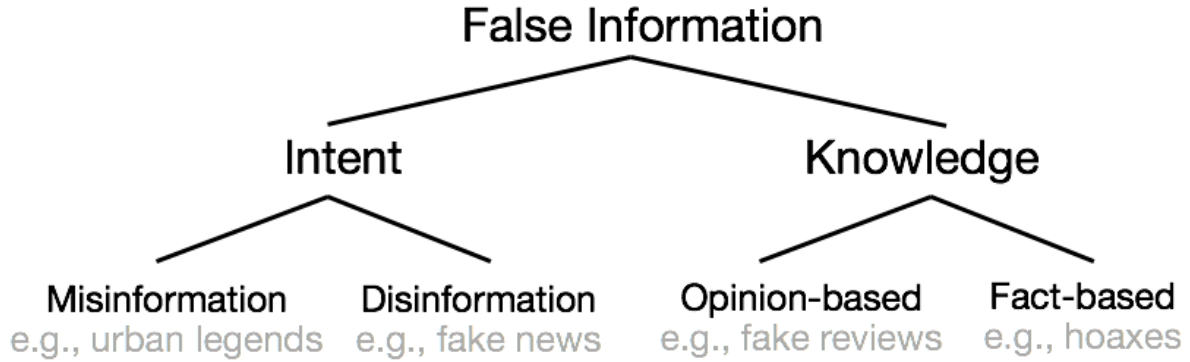 False Information
Intent
Knowledge
Misinformation
e.g., urban legends
Disinformation
e.g., fake news
Opinion-based
e.g., fake reviews
Fact-based
e.g., hoaxes